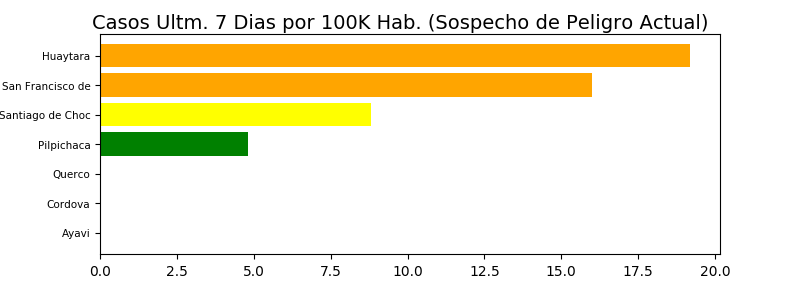 Casos Ultm. 7 Dias por 100K Hab. (Sospecho de Peligro Actual)
Huaytara
San Francisco de
Santiago de Choc
Pilpichaca
Querco
Cordova
Ayavi
0.0 2.5 5.0 7.5 10.0 12.5 15.0 17.5 20.0